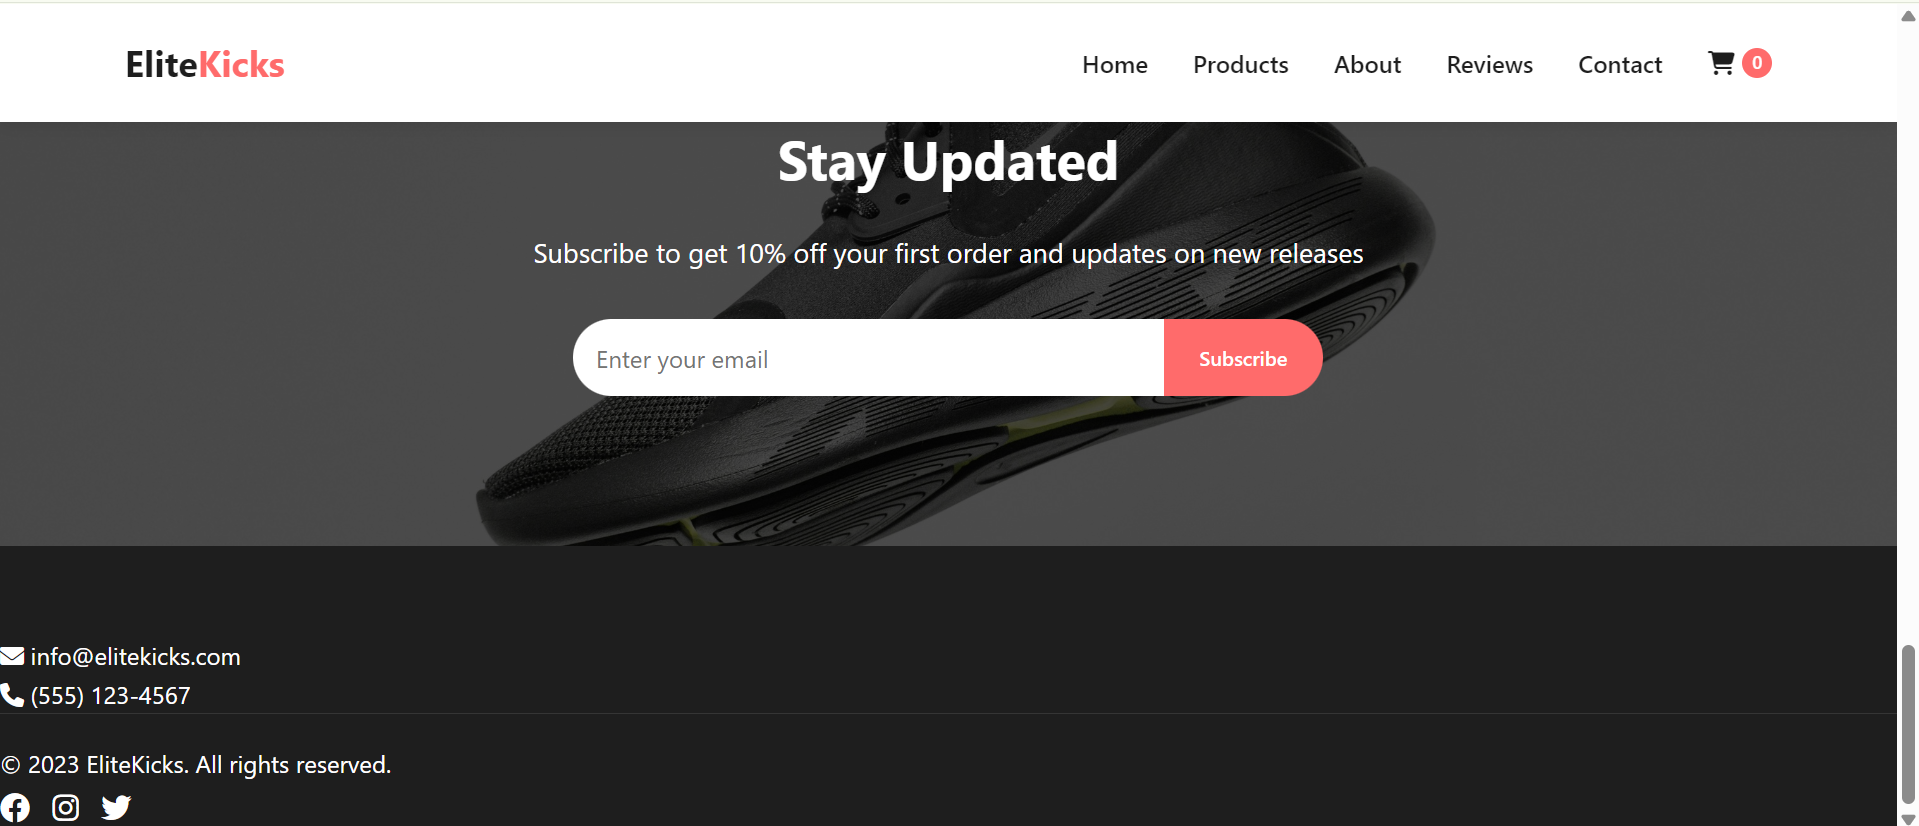 EliteKicks
Home Products About Reviews Contact 0
Stay Updated
Subscribe to get 10% off your first order and updates on new releases
Enter your email Subscribe
info@elitekicks.com
(555) 123-4567
© 2023 EliteKicks. All rights reserved.